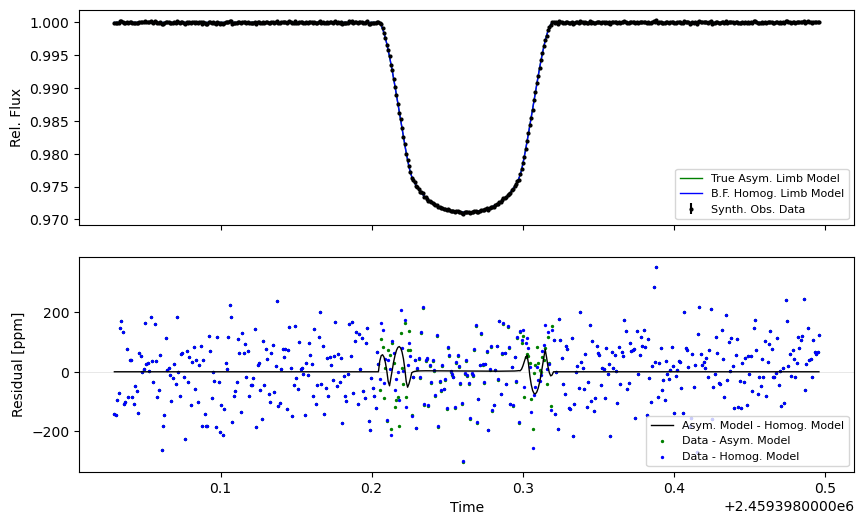 1.000
0.995
0.990
0.985
0.980
0.975
0.970
Rel. Flux
True Asym. Limb Model
B.F. Homog. Limb Model
Synth. Obs. Data
200
0
−200
Residual [ppm]
Asym. Model - Homog. Model
Data - Asym. Model
Data - Homog. Model
0.1
0.2
0.3
0.4
0.5
Time
+2.4593980000e6